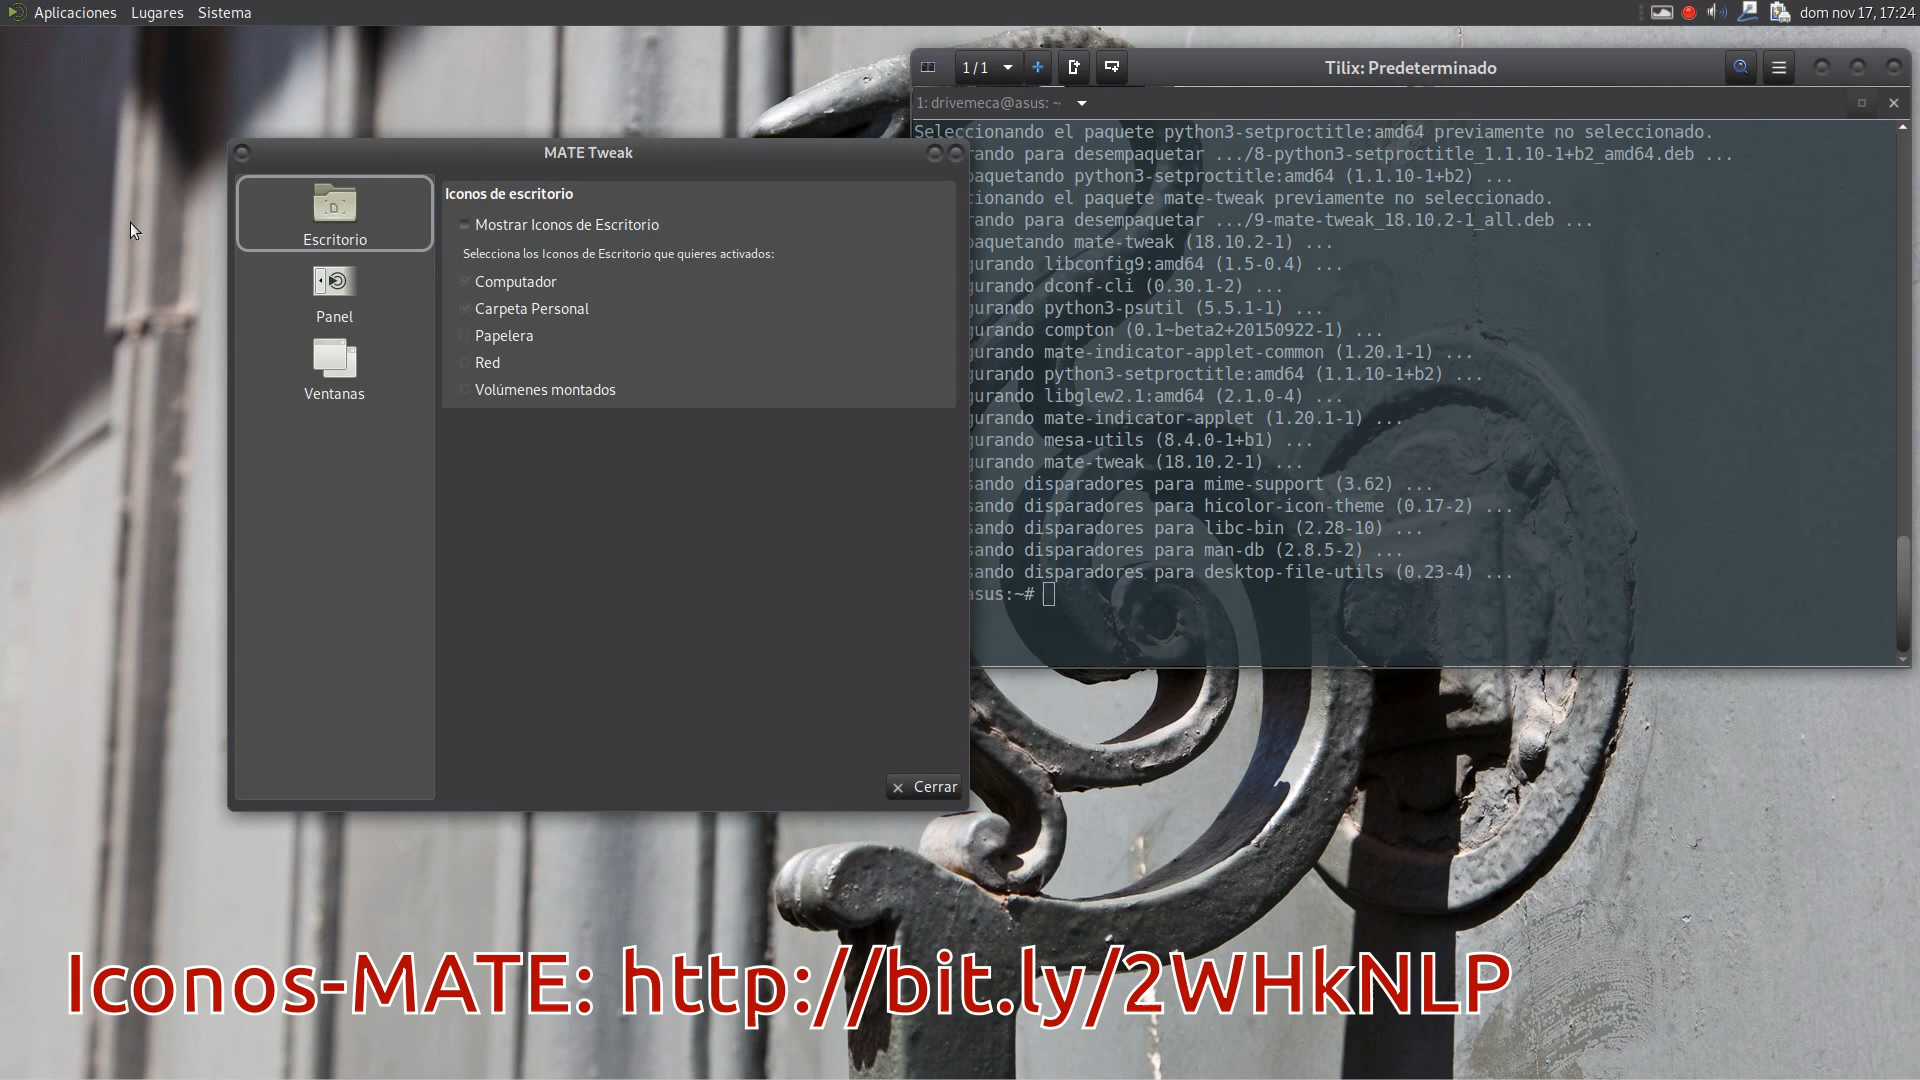 Aplicaciones Lugares Sistema
dom nov 17, 17:24
MATE Tweak
Escritorio
Panel
Ventanas
Iconos de escritorio
Mostrar Iconos de Escritorio
Selecciona los Iconos de Escritorio que quieres activados:
Computador
Carpeta Personal
Papelera
Red
Volúmenes montados
Cerrar
1 / 1
Tilix: Predeterminado
1: drivemeca@asus: ~
Seleccionando el paquete python3-setproctitle:amd64 previamente no seleccionado.
rando para desempaquetar .../8-python3-setproctitle_1.1.10-1+b2_amd64.deb ...
aquetando python3-setproctitle:amd64 (1.1.10-1+b2) ...
ionando el paquete mate-tweak previamente no seleccionado.
rando para desempaquetar .../9-mate-tweak_18.10.2-1_all.deb ...
aquetando mate-tweak (18.10.2-1) ...
gurando libconfig9:amd64 (1.5-0.4) ...
gurando dconf-cli (0.30.1-2) ...
gurando python3-psutil (5.5.1-1) ...
gurando compton (0.1~beta2+20150922-1) ...
gurando mate-indicator-applet-common (1.20.1-1) ...
gurando python3-setproctitle:amd64 (1.1.10-1+b2) ...
gurando libglew2.1:amd64 (2.1.0-4) ...
gurando mate-indicator-applet (1.20.1-1) ...
gurando mesa-utils (8.4.0-1+b1) ...
gurando mate-tweak (18.10.2-1) ...
sando disparadores para mime-support (3.62) ...
sando disparadores para hicolor-icon-theme (0.17-2) ...
sando disparadores para libc-bin (2.28-10) ...
sando disparadores para man-db (2.8.5-2) ...
sando disparadores para desktop-file-utils (0.23-4) ...
asus:~#
Iconos-MATE: http://bit.ly/2WHkNLP